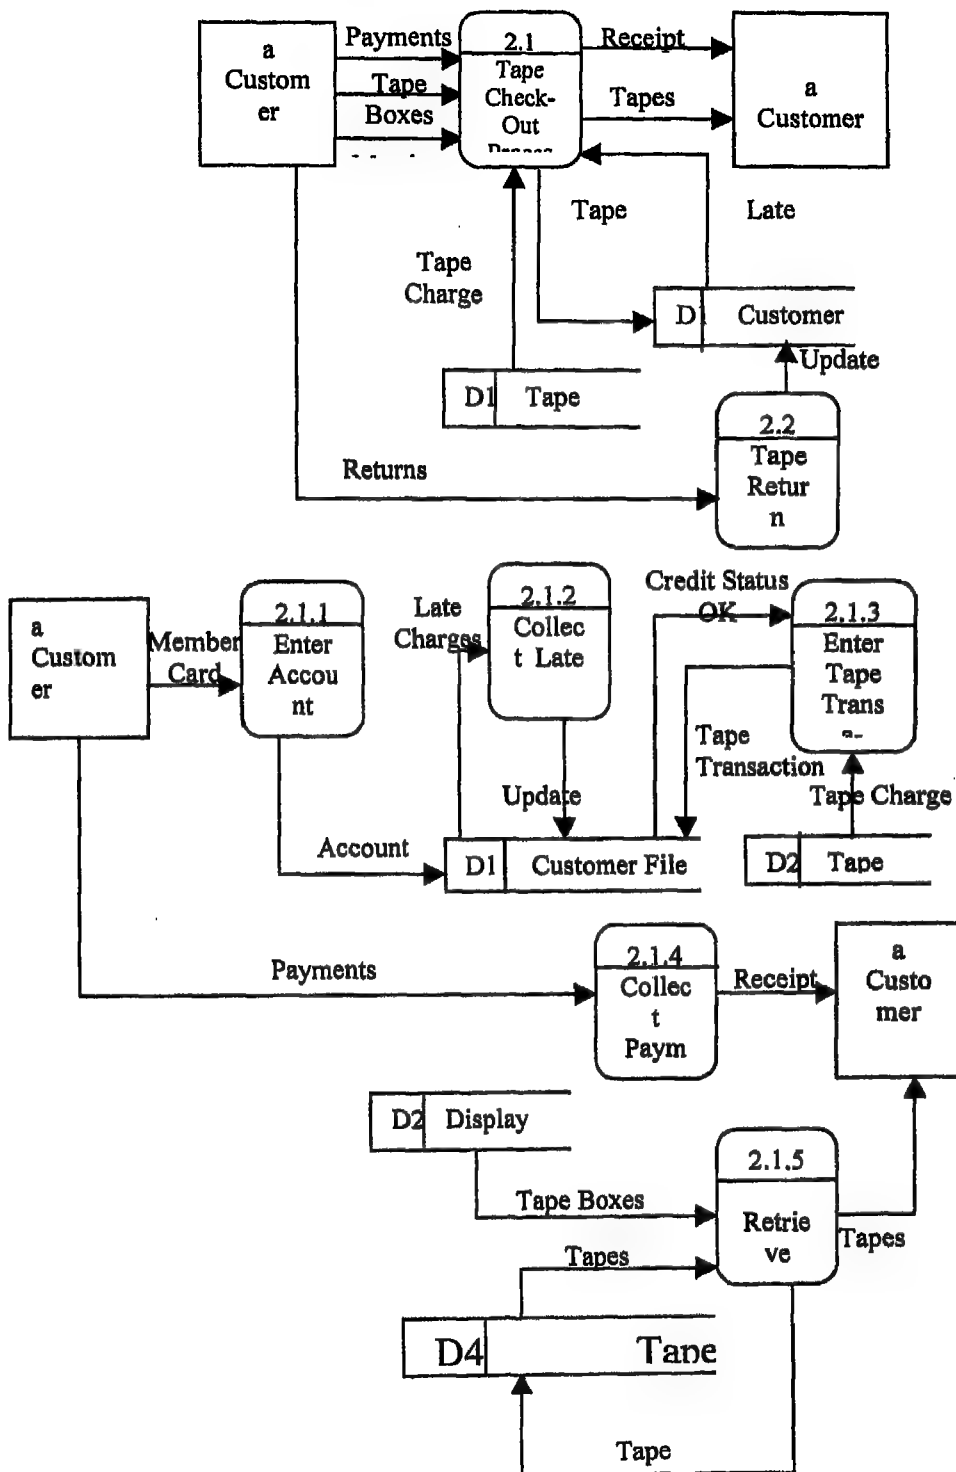 a
Custom
er
Payments
Tape
Boxes
2.1
Tape
Check-
Out
Receipt
Tapes
a
Customer
Tape
Late
Tape
Charge
D
Customer
Update
D1
Tape
2.2
Tape
Retur
n
Returns
a
Custom
er
Member
Card
2.1.1
Enter
Accou
nt
Late
Charges
2.1.2
Collec
t Late
Credit Status
OK
2.1.3
Enter
Tape
Trans
a-
Tape
Transaction
Update
Tape Charge
Account
D1
Customer File
D2
Tape
Payments
2.1.4
Collec
t
Paym
Receipt
a
Custo
mer
D2
Display
Tape Boxes
2.1.5
Retrie
ve
Tapes
Tapes
D4
Tape
Tape